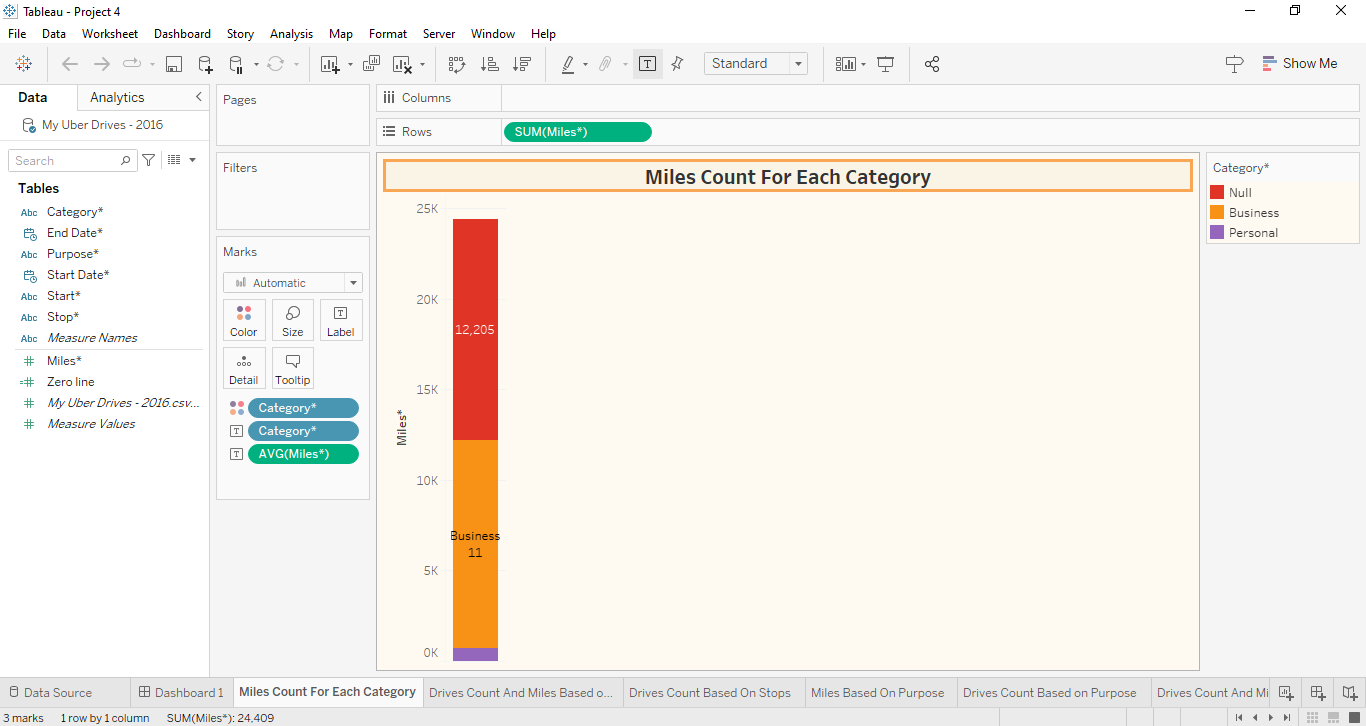 Tableau - Project 4
File Data Worksheet Dashboard Story Analysis Map Format Server Window Help
Standard
Show Me
Data Analytics
My Uber Drives - 2016
Search
Tables
Abc Category*
End Date*
Abc Purpose*
Start Date*
Abc Start*
Abc Stop*
Abc Measure Names
# Miles*
=# Zero line
# My Uber Drives - 2016.csv...
# Measure Values
Pages
Filters
Marks
Automatic
Color Size Label
Detail Tooltip
Category*
Category*
AVG(Miles*)
Columns
Rows SUM(Miles*)
Miles Count For Each Category
25K
20K
15K
10K
5K
0K
Miles*
12,205
Business
11
Category*
Null
Business
Personal
Data Source Dashboard 1 Miles Count For Each Category Drives Count And Miles Based o... Drives Count Based On Stops Miles Based On Purpose Drives Count Based on Purpose Drives Count And Mi
3 marks 1 row by 1 column SUM(Miles*): 24,409